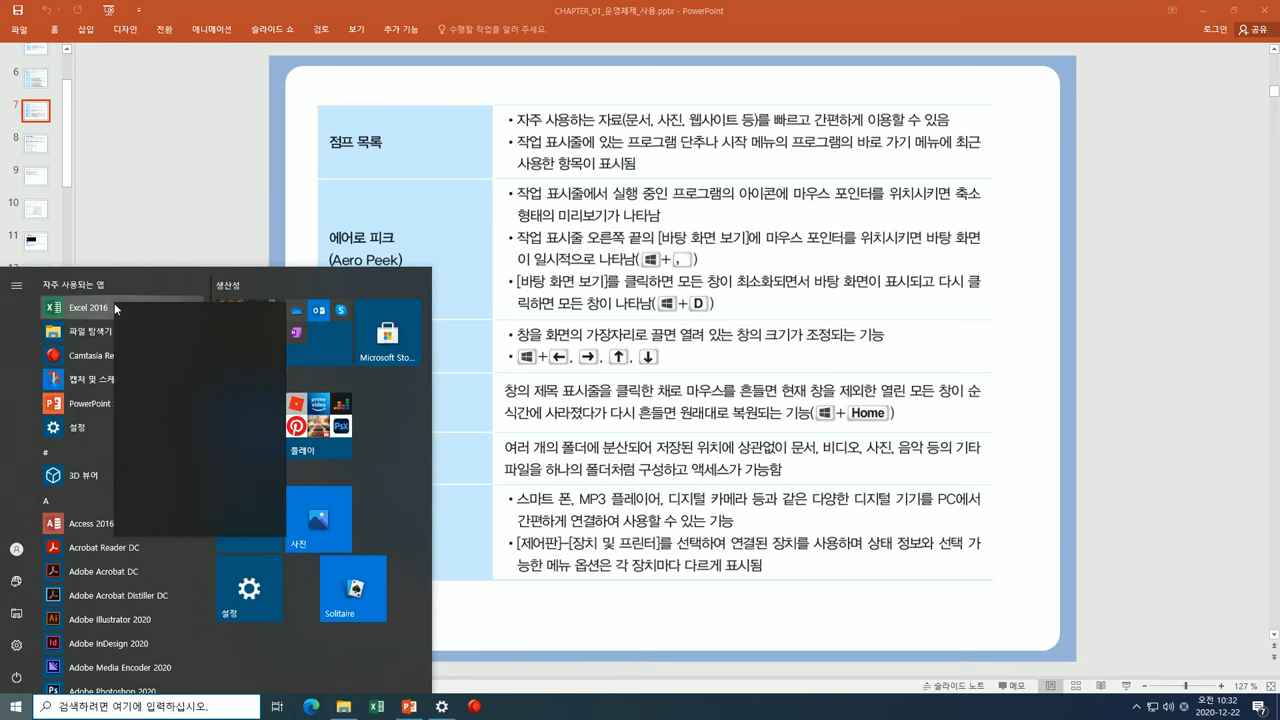 CHAPTER_01_운영체제_사용.pptx - PowerPoint
파일 홈 삽입 디자인 전환 애니메이션 슬라이드 쇼 검토 보기 추가 기능 수행할 작업을 알려 주세요. 로그인 공유
6
7
8
9
10
11
점프 목록
• 자주 사용하는 자료(문서, 사진, 웹사이트 등)를 빠르고 간편하게 이용할 수 있음
• 작업 표시줄에 있는 프로그램 단추나 시작 메뉴의 프로그램의 바로 가기 메뉴에 최근
사용한 항목이 표시됨
에어로 피크
(Aero Peek)
• 작업 표시줄에서 실행 중인 프로그램의 아이콘에 마우스 포인터를 위치시키면 축소
형태의 미리보기가 나타남
• 작업 표시줄 오른쪽 끝의 [바탕 화면 보기]에 마우스 포인터를 위치시키면 바탕 화면
이 일시적으로 나타남( + , )
• [바탕 화면 보기]를 클릭하면 모든 창이 최소화되면서 바탕 화면이 표시되고 다시 클
릭하면 모든 창이 나타남( + D )
• 창을 화면의 가장자리로 끌면 열려 있는 창의 크기가 조정되는 기능
• +←, →, ↑, ↓
창의 제목 표시줄을 클릭한 채로 마우스를 흔들면 현재 창을 제외한 열린 모든 창이 순
식간에 사라졌다가 다시 흔들면 원래대로 복원되는 기능( + Home )
여러 개의 폴더에 분산되어 저장된 위치에 상관없이 문서, 비디오, 사진, 음악 등의 기타
파일을 하나의 폴더처럼 구성하고 액세스가 가능함
• 스마트 폰, MP3 플레이어, 디지털 카메라 등과 같은 다양한 디지털 기기를 PC에서
간편하게 연결하여 사용할 수 있는 기능
• [제어판]-[장치 및 프린터]를 선택하여 연결된 장치를 사용하며 상태 정보와 선택 가
능한 메뉴 옵션은 각 장치마다 다르게 표시됨
자주 사용되는 앱
Excel 2016
파일 탐색기
Camtasia Re
캡처 및 스케
PowerPoint
설정
#
3D 뷰어
A
Access 2016
Acrobat Reader DC
Adobe Acrobat DC
Adobe Acrobat Distiller DC
Adobe Illustrator 2020
Adobe InDesign 2020
Adobe Media Encoder 2020
Adobe Photoshop 2020
생산성
Microsoft Sto...
prime video
플레이
사진
설정
Solitaire
슬라이드 노트 메모 127 %
검색하려면 여기에 입력하십시오.
오전 10:32
2020-12-22
7